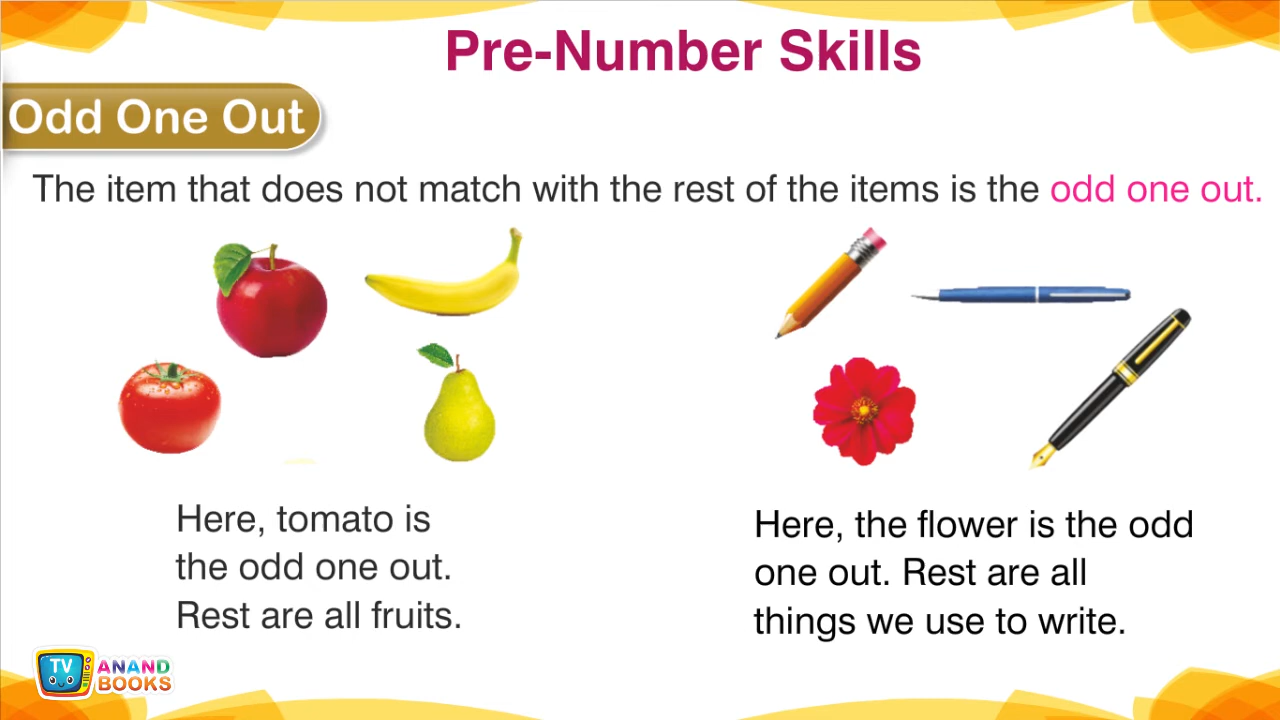 Pre-Number Skills
Odd One Out
The item that does not match with the rest of the items is the odd one out.
Here, tomato is
the odd one out.
Rest are all fruits.
Here, the flower is the odd
one out. Rest are all
things we use to write.
TV
ANAND
BOOKS